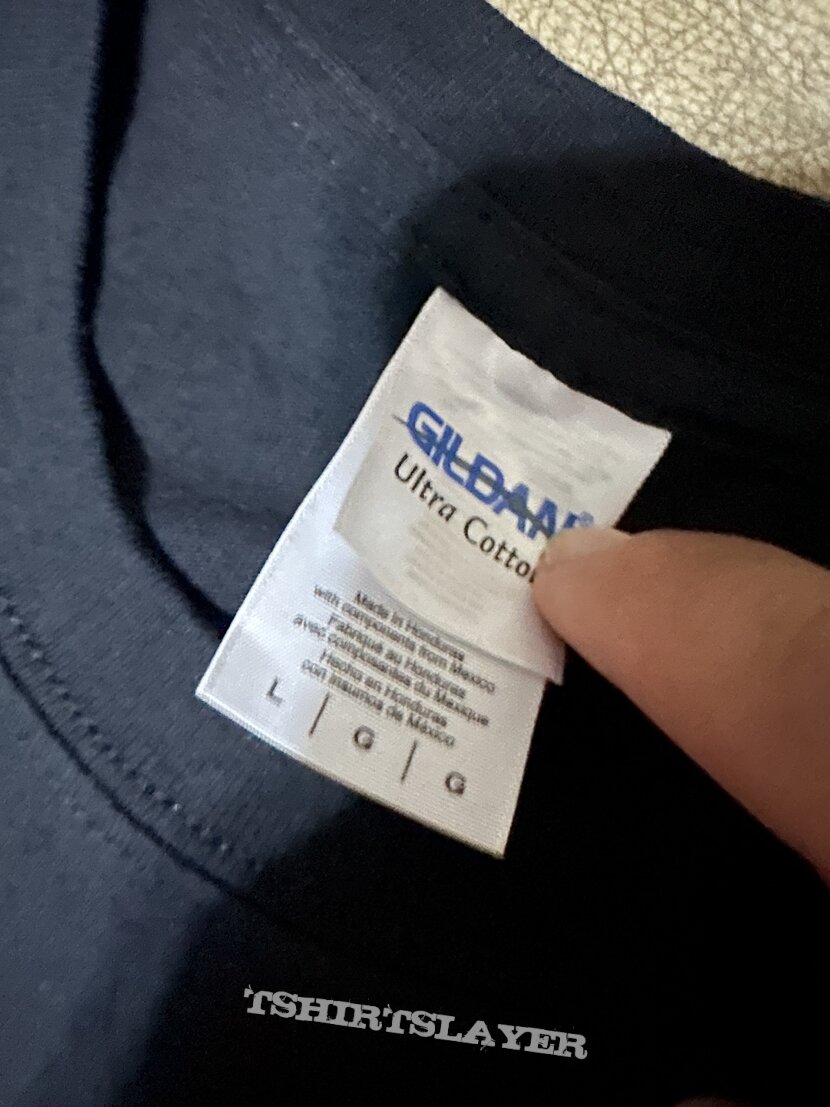 GILDAN®
Ultra Cotton
Made in Honduras
with components from Mexico
Fabriqué au Honduras
avec composantes du Mexique
Hecho en Honduras
con insumos de México
L | G | G
TSHIRTSLAYER